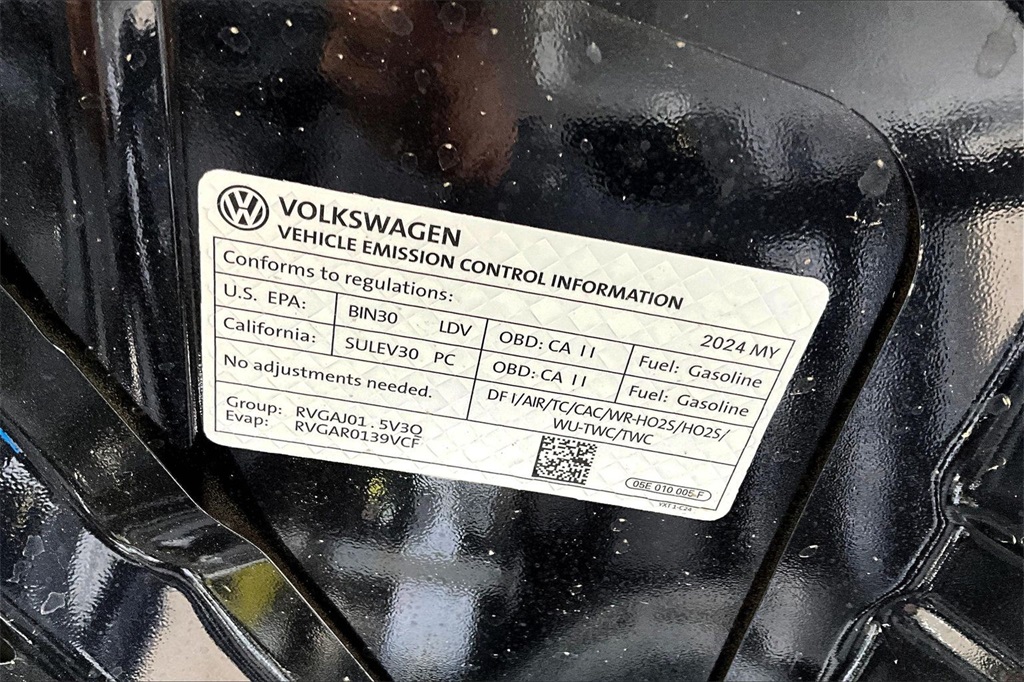 VOLKSWAGEN
VEHICLE EMISSION CONTROL INFORMATION
Conforms to regulations: 2024 MY
U.S. EPA: BIN30 LDV OBD: CA II Fuel: Gasoline
California: SULEV30 PC OBD: CA II Fuel: Gasoline
No adjustments needed. DFI/AIR/TC/CAC/WR-HO2S/HO2S/
WU-TWC/TWC
Group: RVGAJ01.5V3Q
Evap: RVGAR0139VCF
05E 010 005 F